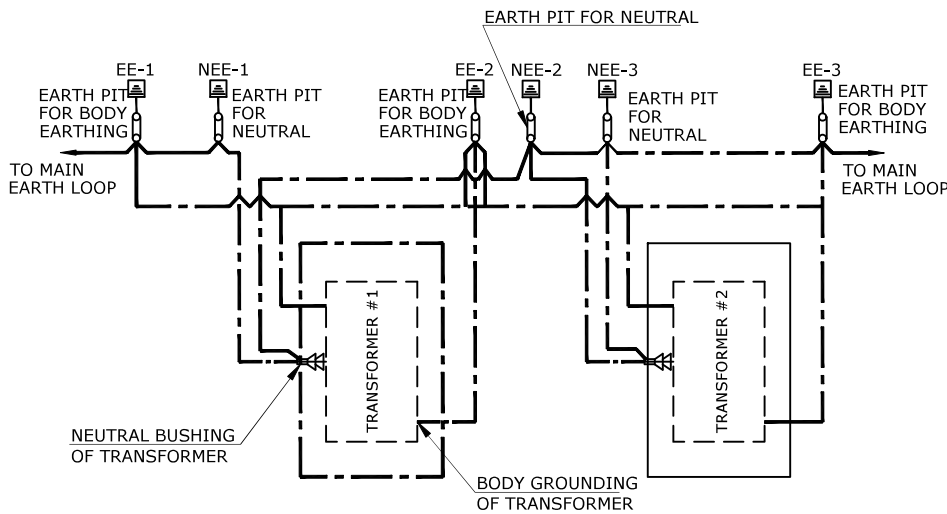 EARTH PIT FOR NEUTRAL
EE-1
NEE-1
EE-2
NEE-2
NEE-3
EE-3
EARTH PIT
FOR BODY
EARTHING
EARTH PIT
FOR
NEUTRAL
EARTH PIT
FOR BODY
EARTHING
EARTH PIT
FOR
NEUTRAL
EARTH PIT
FOR BODY
EARTHING
TO MAIN
EARTH LOOP
TO MAIN
EARTH LOOP
TRANSFORMER #1
TRANSFORMER #2
NEUTRAL BUSHING
OF TRANSFORMER
BODY GROUNDING
OF TRANSFORMER